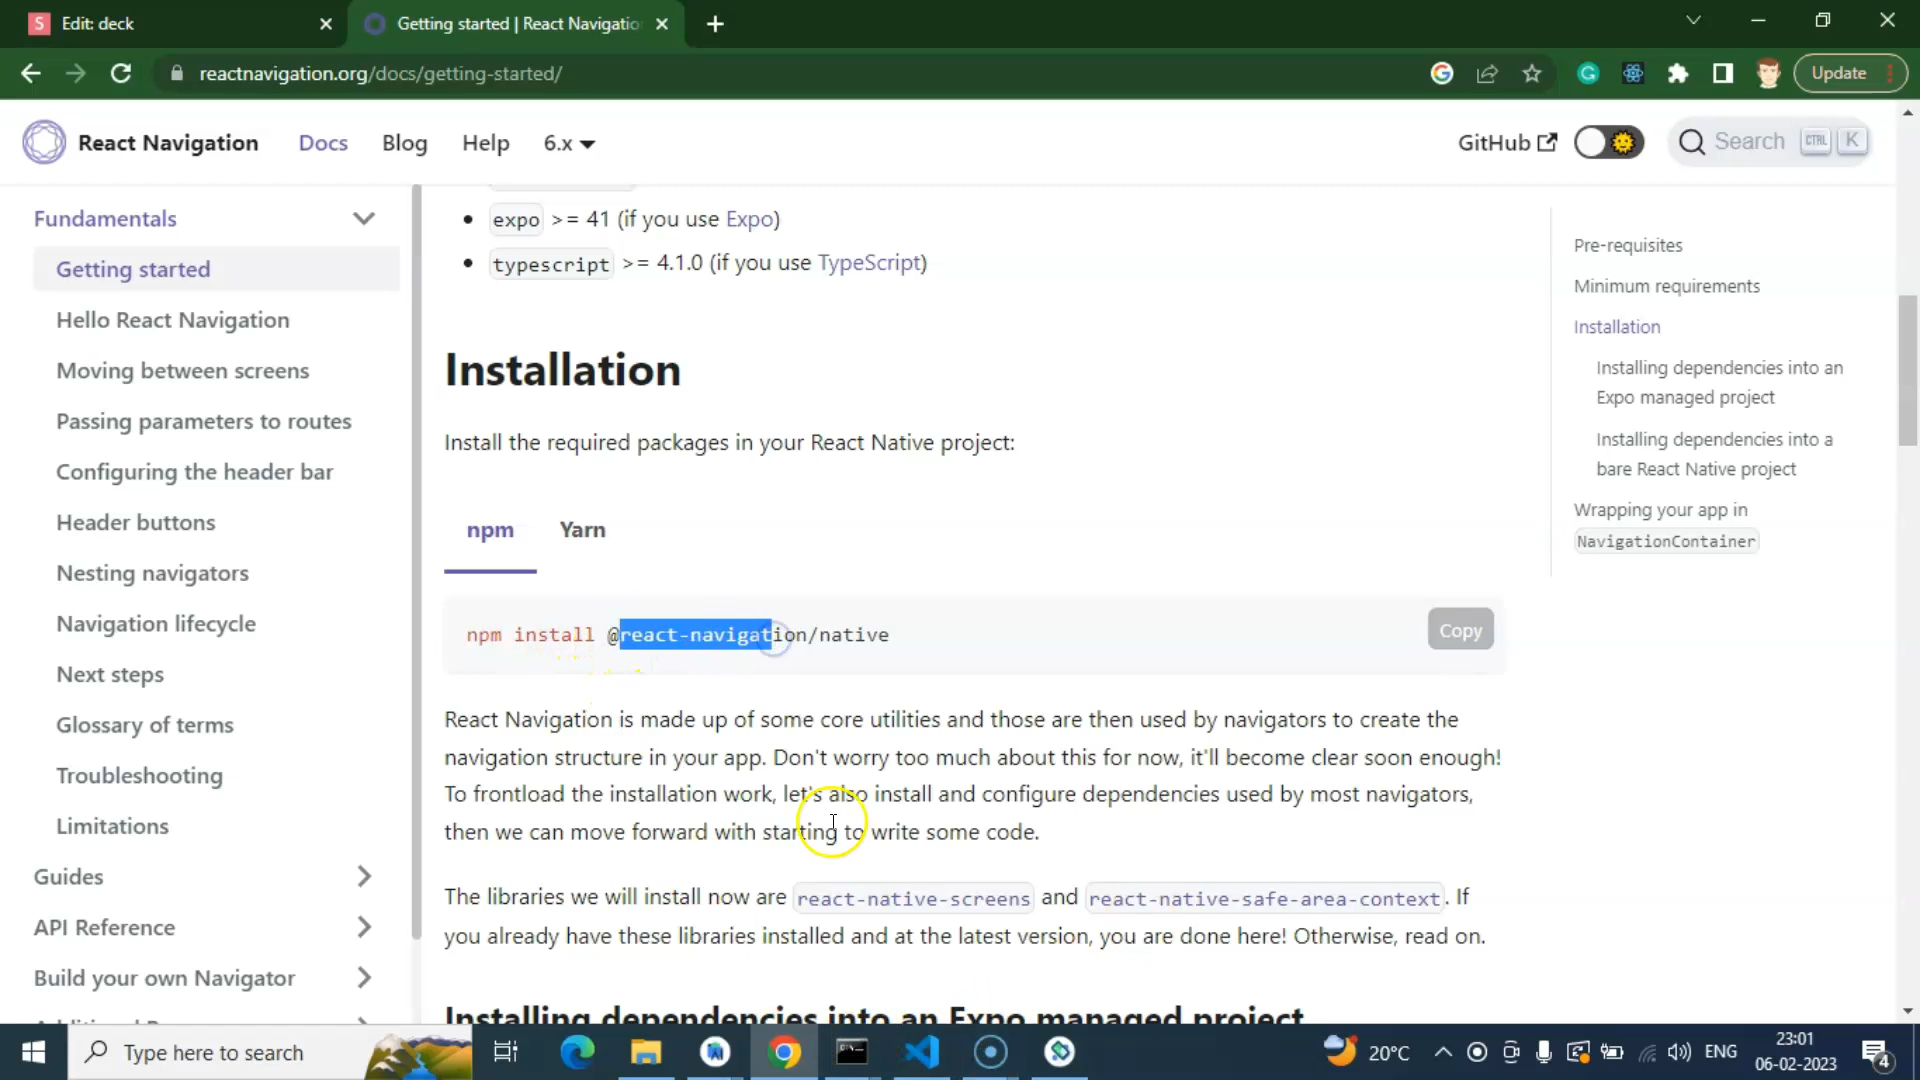 Edit: deck
Getting started | React Navigatio
reactnavigation.org/docs/getting-started/
Update
React Navigation
Docs
Blog
Help
6.x
GitHub
Search
CTRL
K
Fundamentals
Getting started
Hello React Navigation
Moving between screens
Passing parameters to routes
Configuring the header bar
Header buttons
Nesting navigators
Navigation lifecycle
Next steps
Glossary of terms
Troubleshooting
Limitations
Guides
API Reference
Build your own Navigator
expo >= 41 (if you use Expo)
typescript >= 4.1.0 (if you use TypeScript)
Installation
Install the required packages in your React Native project:
npm
Yarn
npm install @react-navigation/native
Copy
React Navigation is made up of some core utilities and those are then used by navigators to create the
navigation structure in your app. Don't worry too much about this for now, it'll become clear soon enough!
To frontload the installation work, let's also install and configure dependencies used by most navigators,
then we can move forward with starting to write some code.
The libraries we will install now are react-native-screens and react-native-safe-area-context. If
you already have these libraries installed and at the latest version, you are done here! Otherwise, read on.
Installing dependencies into an Expo managed project
Pre-requisites
Minimum requirements
Installation
Installing dependencies into an
Expo managed project
Installing dependencies into a
bare React Native project
Wrapping your app in
NavigationContainer
Type here to search
20°C
ENG
23:01
06-02-2023
4